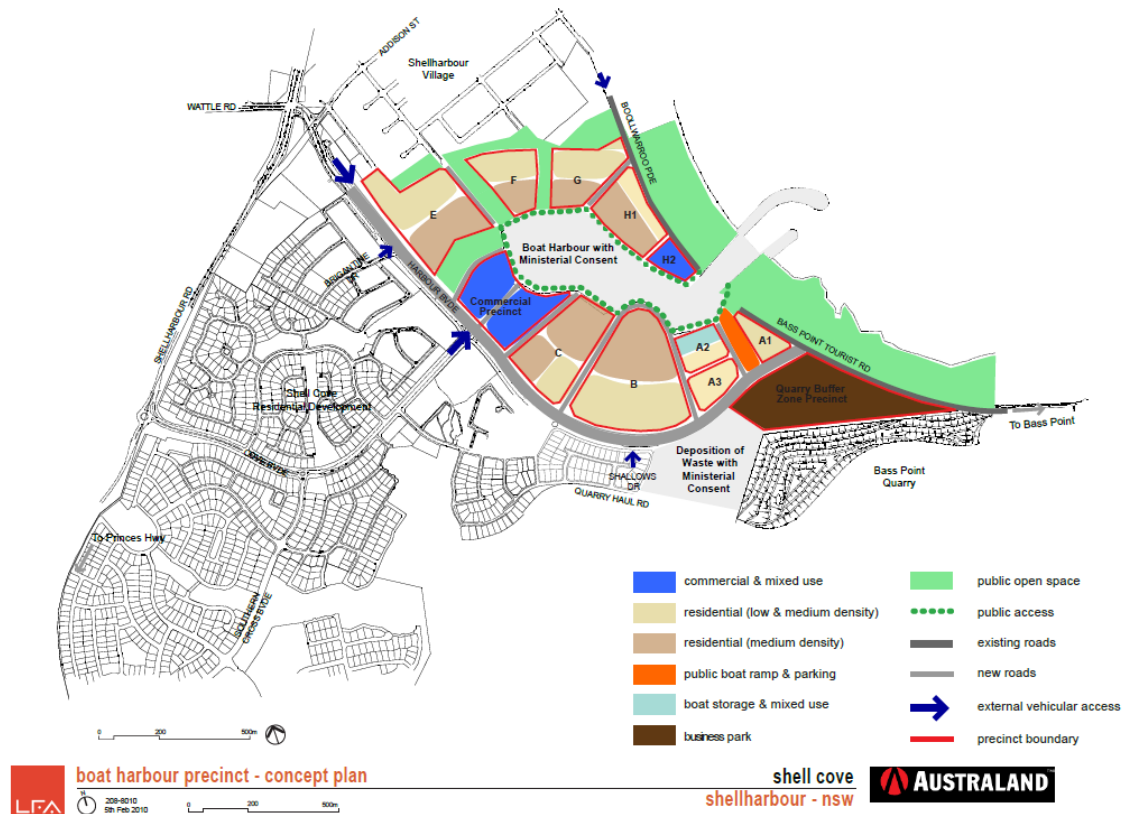 ADDISON ST
Shellharbour
Village
WATTLE RD
BOOLLWARROO PDE
F
G
E
H1
H2
Boat Harbour with
Ministerial Consent
BRIGANTINE
HARBOUR BVDE
Commercial
Precinct
SHELLHARBOUR RD
C
B
A2
A1
A3
BASS POINT TOURIST RD
Quarry Buffer
Zone Precinct
Shell Cove
Residential Development
To Bass Point
Deposition of
Waste with
Ministerial
Consent
Bass Point
Quarry
SHALLOWS
DR
QUARRY HAUL RD
To Princes Hwy
SOUTHERN
CROSS BVDE
commercial & mixed use
residential (low & medium density)
residential (medium density)
public boat ramp & parking
boat storage & mixed use
business park
public open space
public access
existing roads
new roads
external vehicular access
precinct boundary
0 200 500m
boat harbour precinct - concept plan
shell cove
shellharbour - nsw
AUSTRALAND
LFA
N
208-8010
5th Feb 2010
0 200 500m